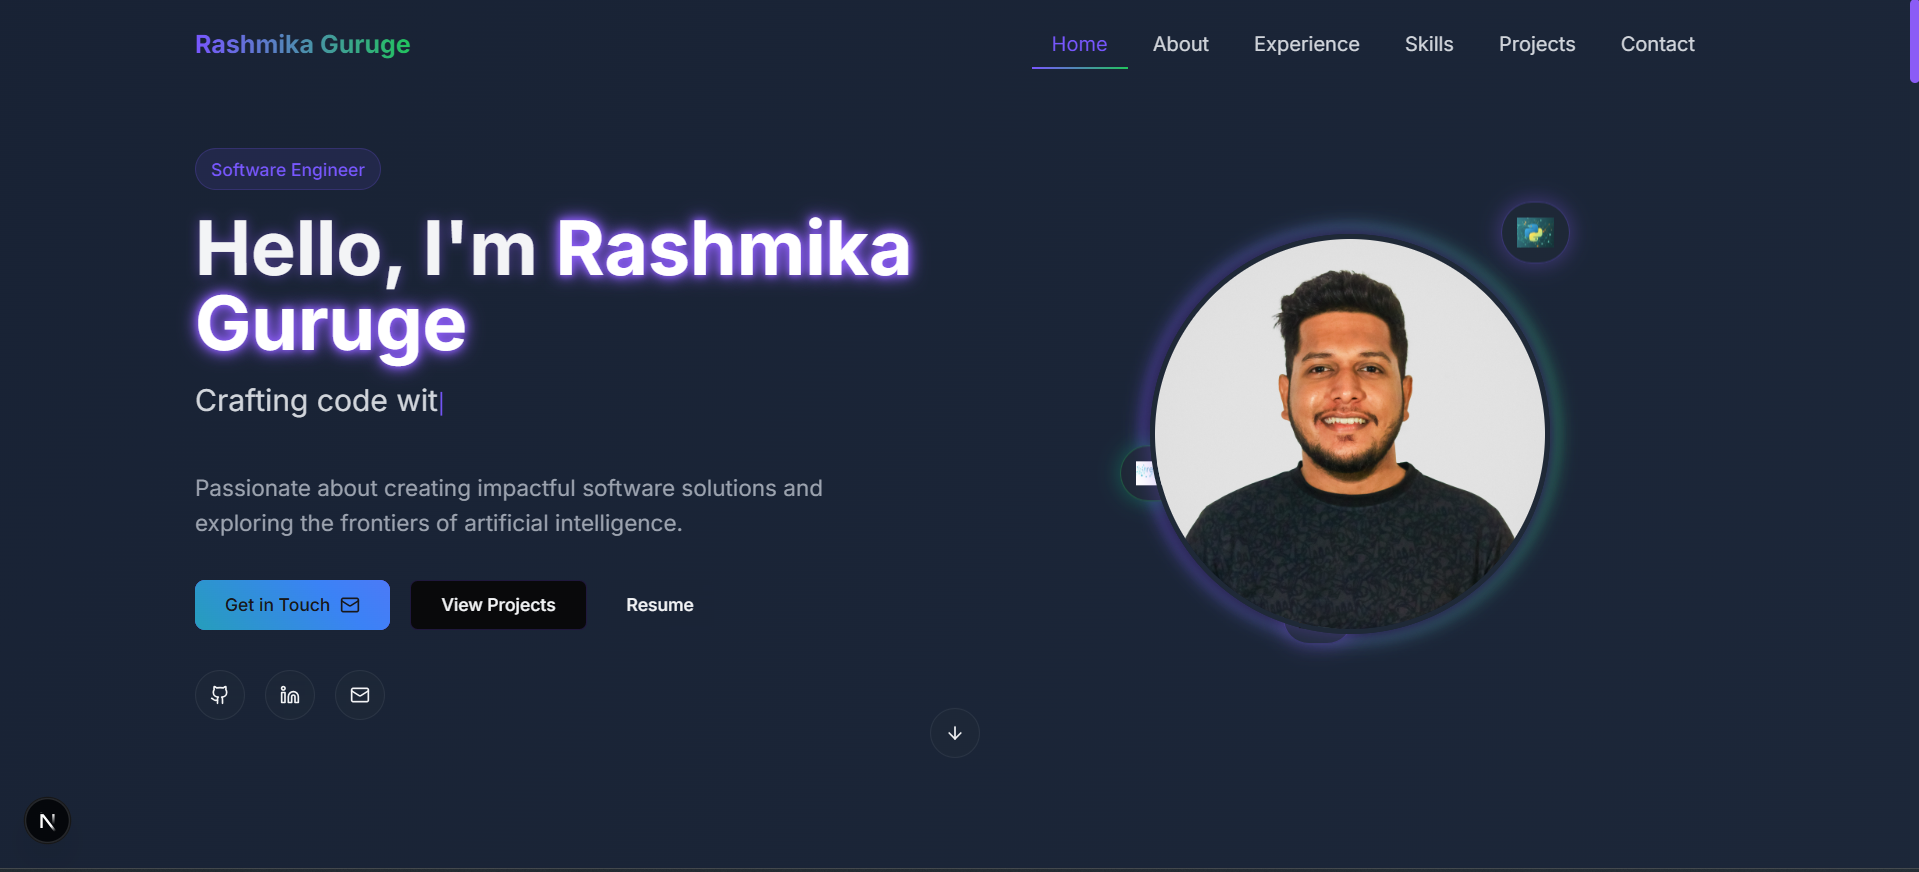 Rashmika Guruge
Home About Experience Skills Projects Contact
Software Engineer
Hello, I'm Rashmika
Guruge
Crafting code wit
Passionate about creating impactful software solutions and
exploring the frontiers of artificial intelligence.
Get in Touch View Projects Resume
in
N